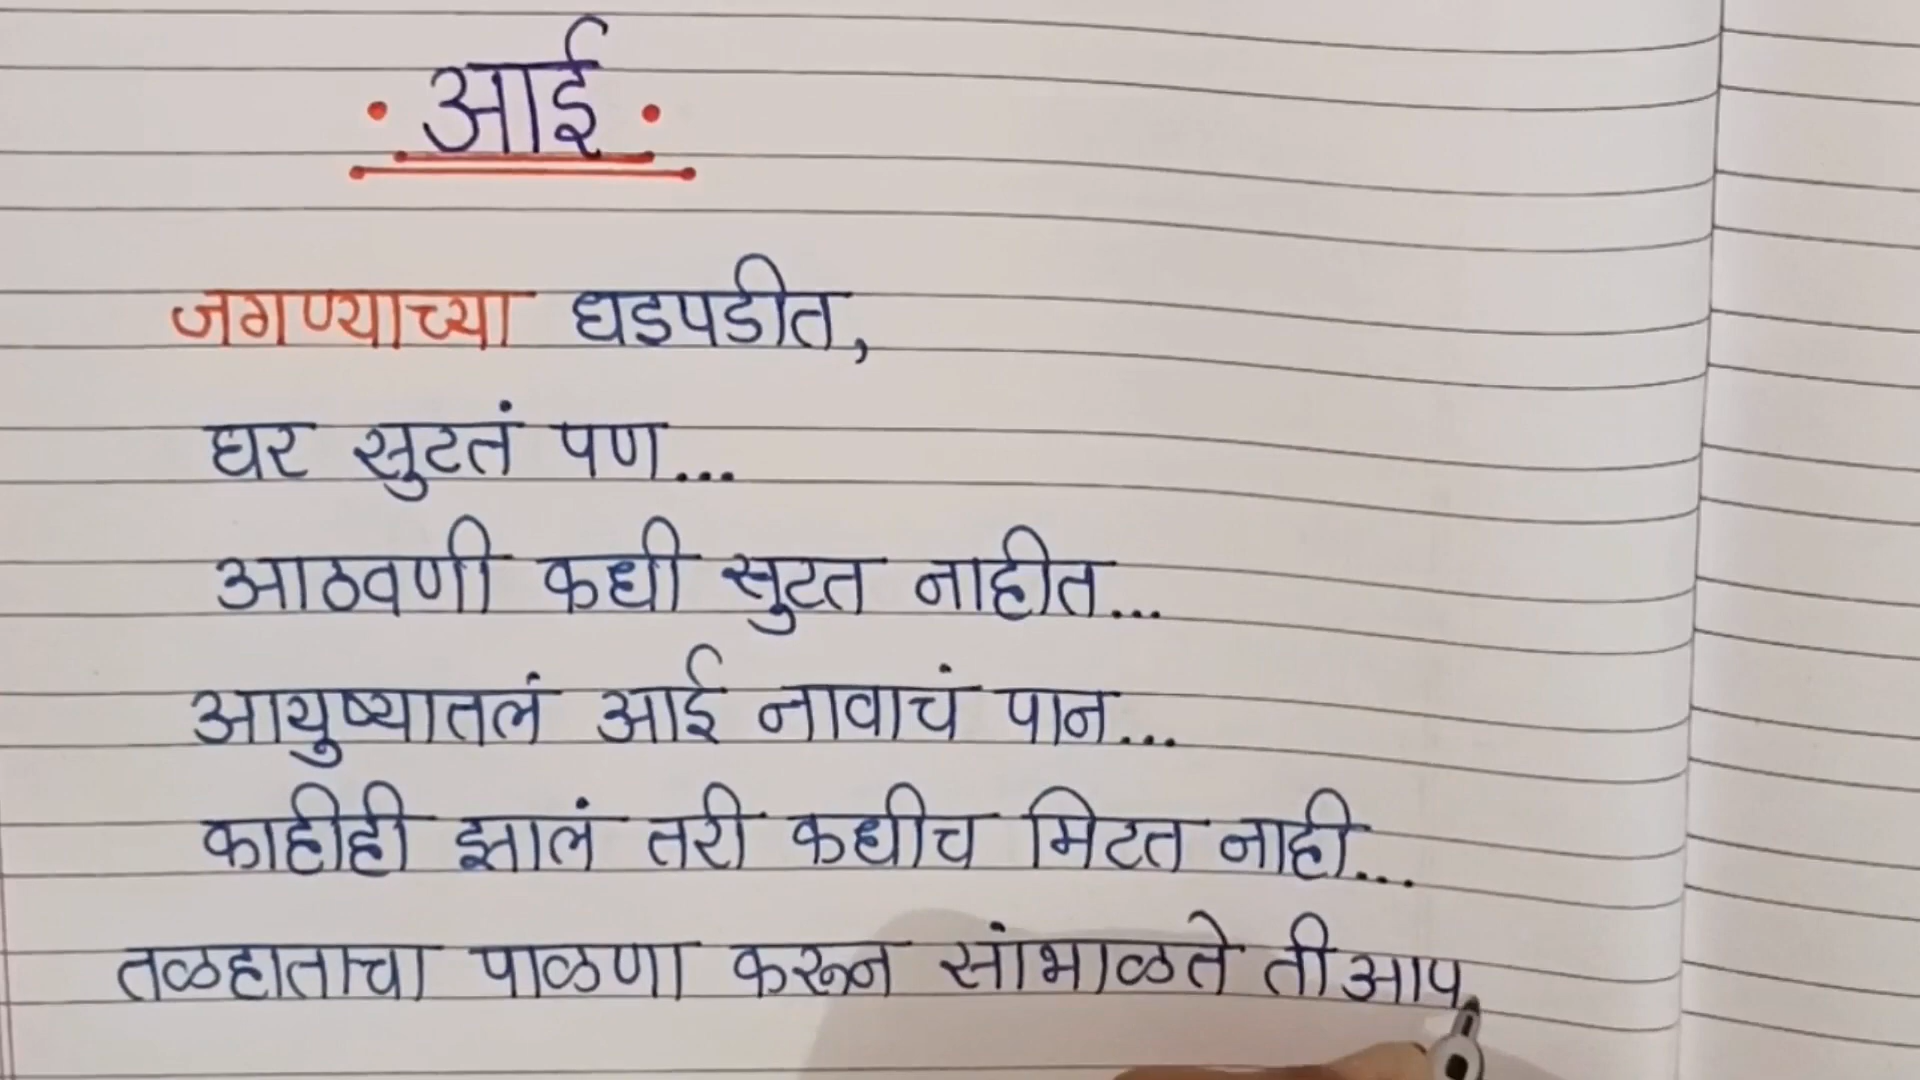 आई
जगण्याच्या धडपडीत,
घर सुटतं पण...
आठवणी कधी सुटत नाहीत...
आयुष्यातलं आई नावाचं पान...
काहीही झालं तरी कधीच मिटत नाही...
तळहाताचा पाळणा करून सांभाळते ती आप